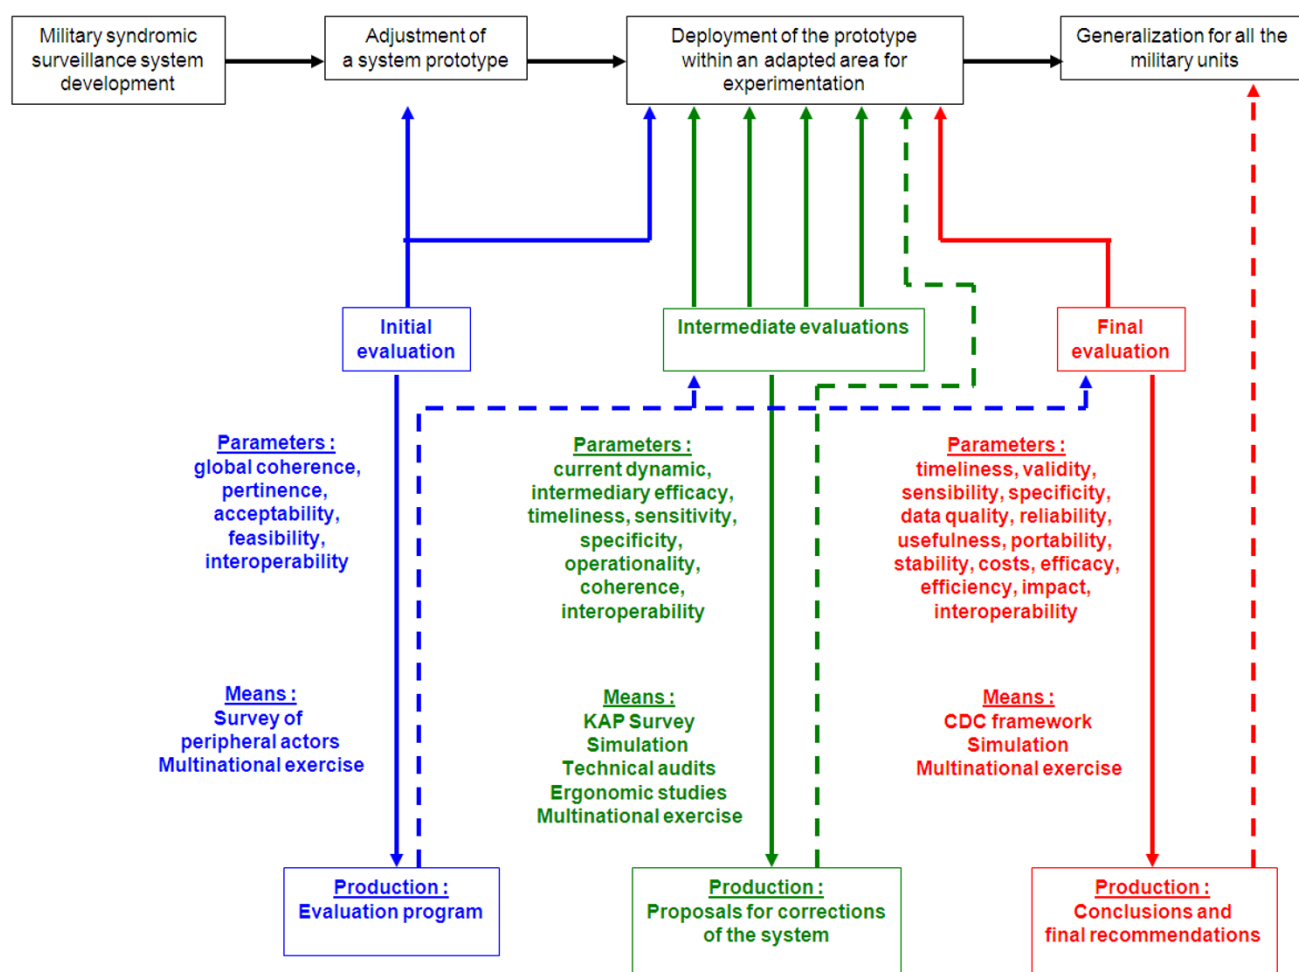 Military syndromic
surveillance system
development
Adjustment of
a system prototype
Deployment of the prototype
within an adapted area for
experimentation
Generalization for all the
military units
Initial
evaluation
Intermediate evaluations
Final
evaluation
Parameters :
global coherence,
pertinence,
acceptability,
feasibility,
interoperability
Parameters :
current dynamic,
intermediary efficacy,
timeliness, sensitivity,
specificity,
operationality,
coherence,
interoperability
Parameters :
timeliness, validity,
sensibility, specificity,
data quality, reliability,
usefulness, portability,
stability, costs, efficacy,
efficiency, impact,
interoperability
Means :
Survey of
peripheral actors
Multinational exercise
Means :
KAP Survey
Simulation
Technical audits
Ergonomic studies
Multinational exercise
Means :
CDC framework
Simulation
Multinational exercise
Production :
Evaluation program
Production :
Proposals for corrections
of the system
Production :
Conclusions and
final recommendations